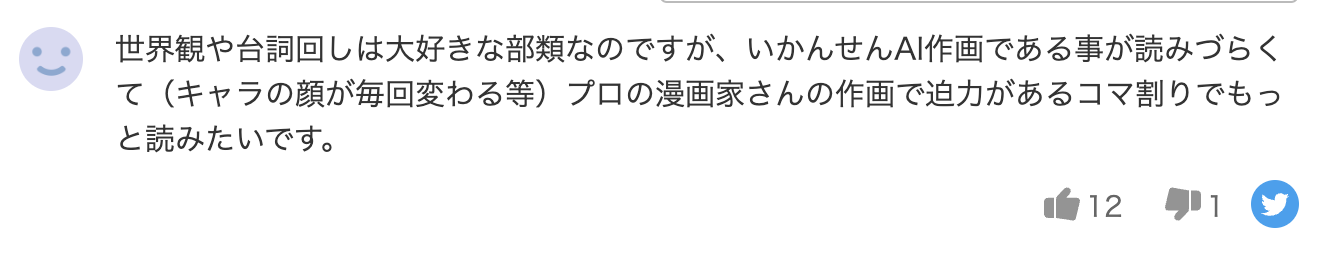 世界観や台詞回しは大好きな部類なのですが、いかんせんAI作画である事が読みづらく
て（キャラの顔が毎回変わる等）プロの漫画家さんの作画で迫力があるコマ割りでもっ
と読みたいです。
12 1